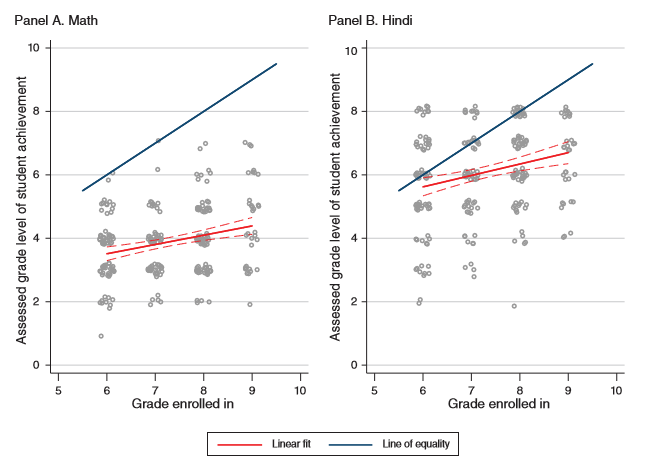 Panel A. Math
Assessed grade level of student achievement
10
8
6
4
2
0
5 6 7 8 9 10
Grade enrolled in
Panel B. Hindi
Assessed grade level of student achievement
10
8
6
4
2
0
5 6 7 8 9 10
Grade enrolled in
Linear fit Line of equality